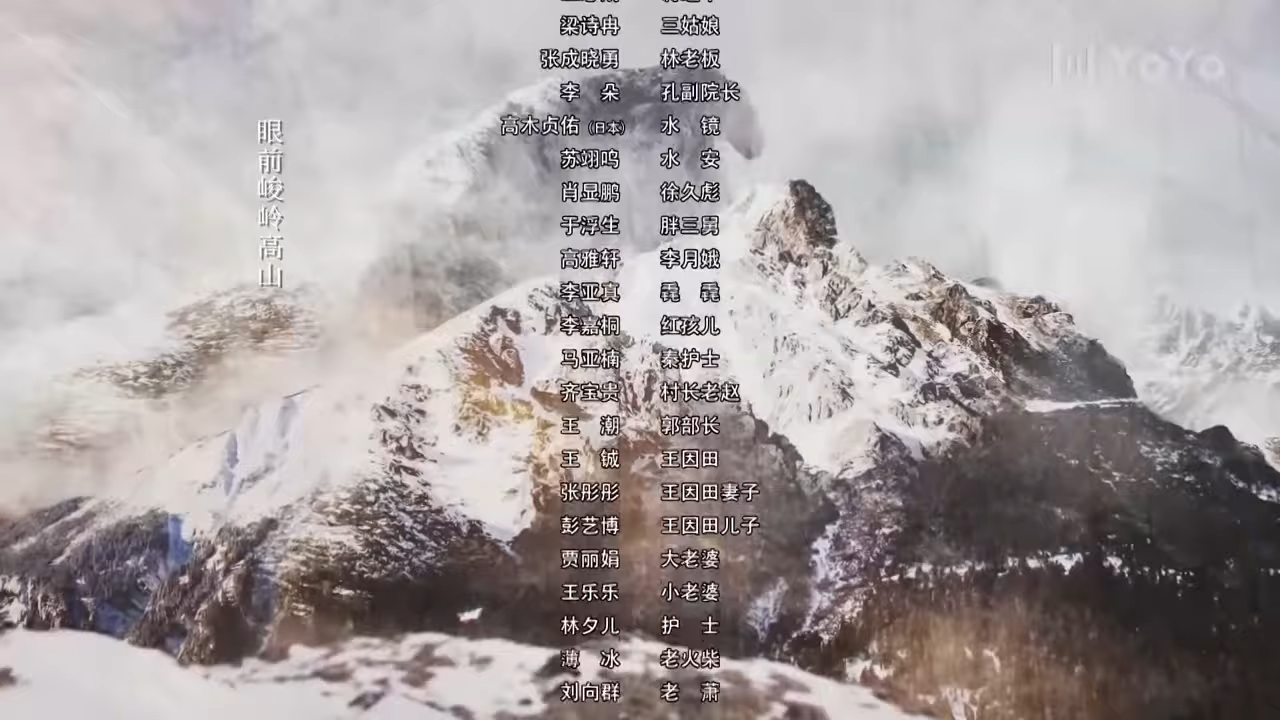 梁诗冉 三姑娘
张成晓勇 林老板
李 朵 孔副院长
高木贞佑（日本） 水 镜
苏翊鸣 水 安
肖显鹏 徐久彪
于浮生 胖三舅
高雅轩 李月娥
李亚真 毳 毳
李嘉桐 红孩儿
马亚楠 秦护士
齐宝贵 村长老赵
王 潮 郭部长
王 铖 王因田
张彤彤 王因田妻子
彭艺博 王因田儿子
贾丽娟 大老婆
王乐乐 小老婆
林夕儿 护 士
薄 冰 老火柴
刘向群 老 萧
眼前峻岭高山
YoYo